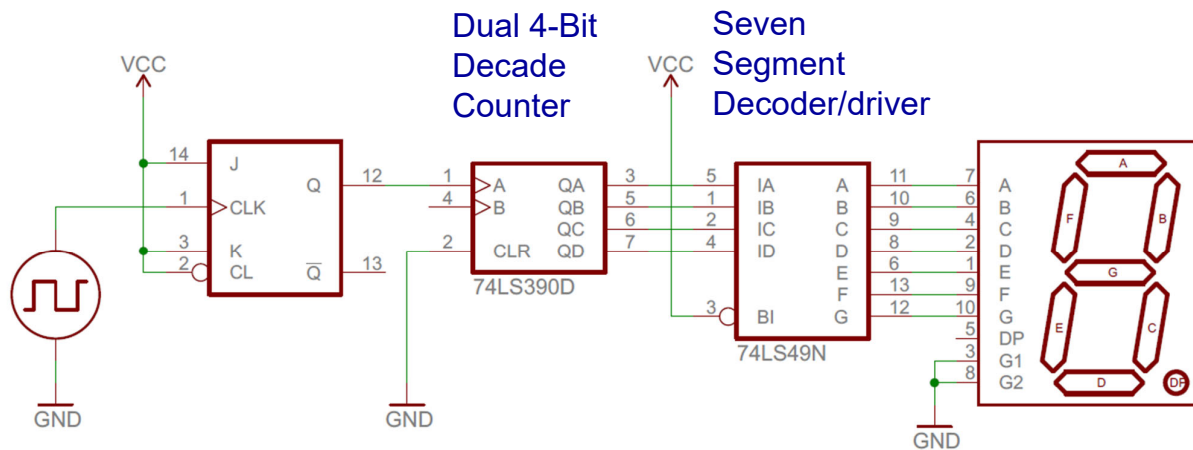 Dual 4-Bit
Decade
Counter
Seven
Segment
Decoder/driver
VCC
VCC
14 J
Q 12
1 CLK
3 K
2 CL
Q 13
GND
1 A QA 3
4 B QB 5
QC 6
2 CLR QD 7
74LS390D
GND
5 IA A 11
1 IB B 10
2 IC C 9
4 ID D 8
E 6
F 13
3 BI G 12
74LS49N
7 A
6 B
4 C
2 D
1 E
9 F
10 G
5 DP
3 G1
8 G2
GND
A
F
B
G
E
C
D
DP